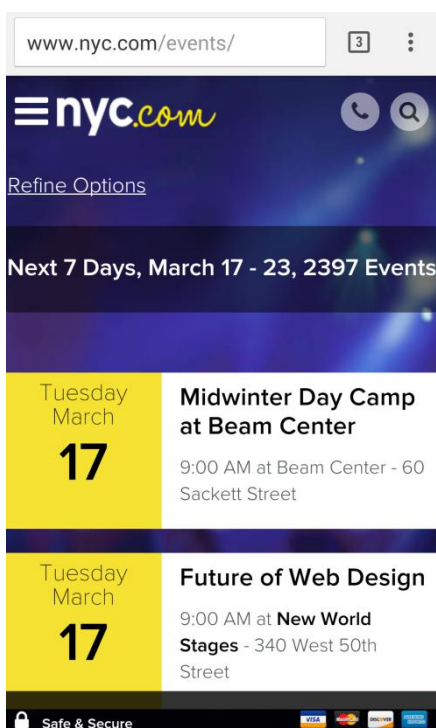 www.nyc.com/events/
3
nyc.com
Refine Options
Next 7 Days, March 17 - 23, 2397 Events
Tuesday
March
17
Midwinter Day Camp
at Beam Center
9:00 AM at Beam Center - 60
Sackett Street
Tuesday
March
17
Future of Web Design
9:00 AM at New World
Stages - 340 West 50th
Street
Safe & Secure
VISA
MasterCard
DISCOVER